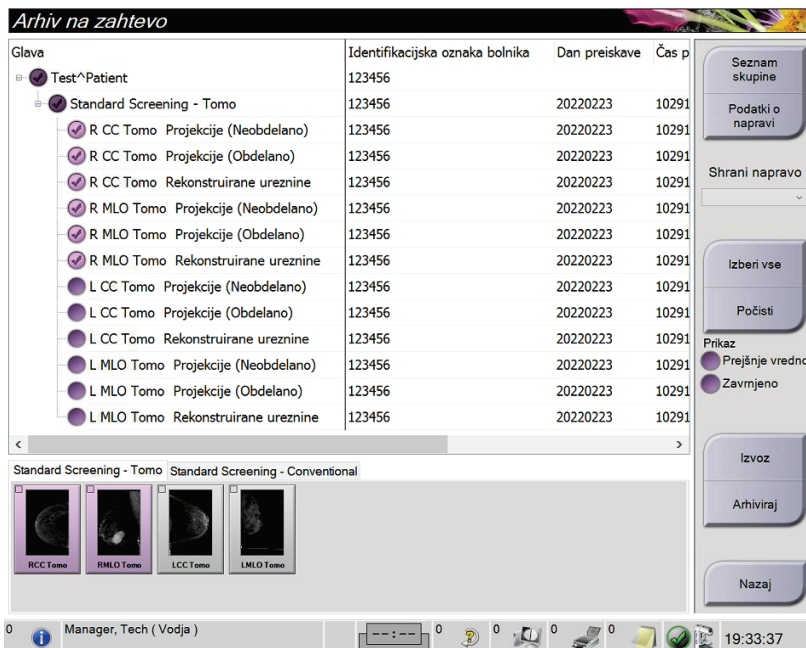 Arhiv na zahtevo
Glava Identifikacijska oznaka bolnika Dan preiskave Čas p
Test^Patient 123456
Standard Screening - Tomo 123456 20220223 10291
R CC Tomo Projekcije (Neobdelano) 123456 20220223 10291
R CC Tomo Projekcije (Obdelano) 123456 20220223 10291
R CC Tomo Rekonstruirane ureznine 123456 20220223 10291
R MLO Tomo Projekcije (Neobdelano) 123456 20220223 10291
R MLO Tomo Projekcije (Obdelano) 123456 20220223 10291
R MLO Tomo Rekonstruirane ureznine 123456 20220223 10291
L CC Tomo Projekcije (Neobdelano) 123456 20220223 10291
L CC Tomo Projekcije (Obdelano) 123456 20220223 10291
L CC Tomo Rekonstruirane ureznine 123456 20220223 10291
L MLO Tomo Projekcije (Neobdelano) 123456 20220223 10291
L MLO Tomo Projekcije (Obdelano) 123456 20220223 10291
L MLO Tomo Rekonstruirane ureznine 123456 20220223 10291
Standard Screening - Tomo Standard Screening - Conventional
RCC Tomo RMLO Tomo LCC Tomo LMLO Tomo
Seznam
skupine
Podatki o
napravi
Shrani napravo
Izberi vse
Počisti
Prikaz
Prejšnje vredno
Zavrnjeno
Izvoz
Arhiviraj
Nazaj
0 Manager, Tech ( Vodja ) --:-- 0 0 0 0 19:33:37